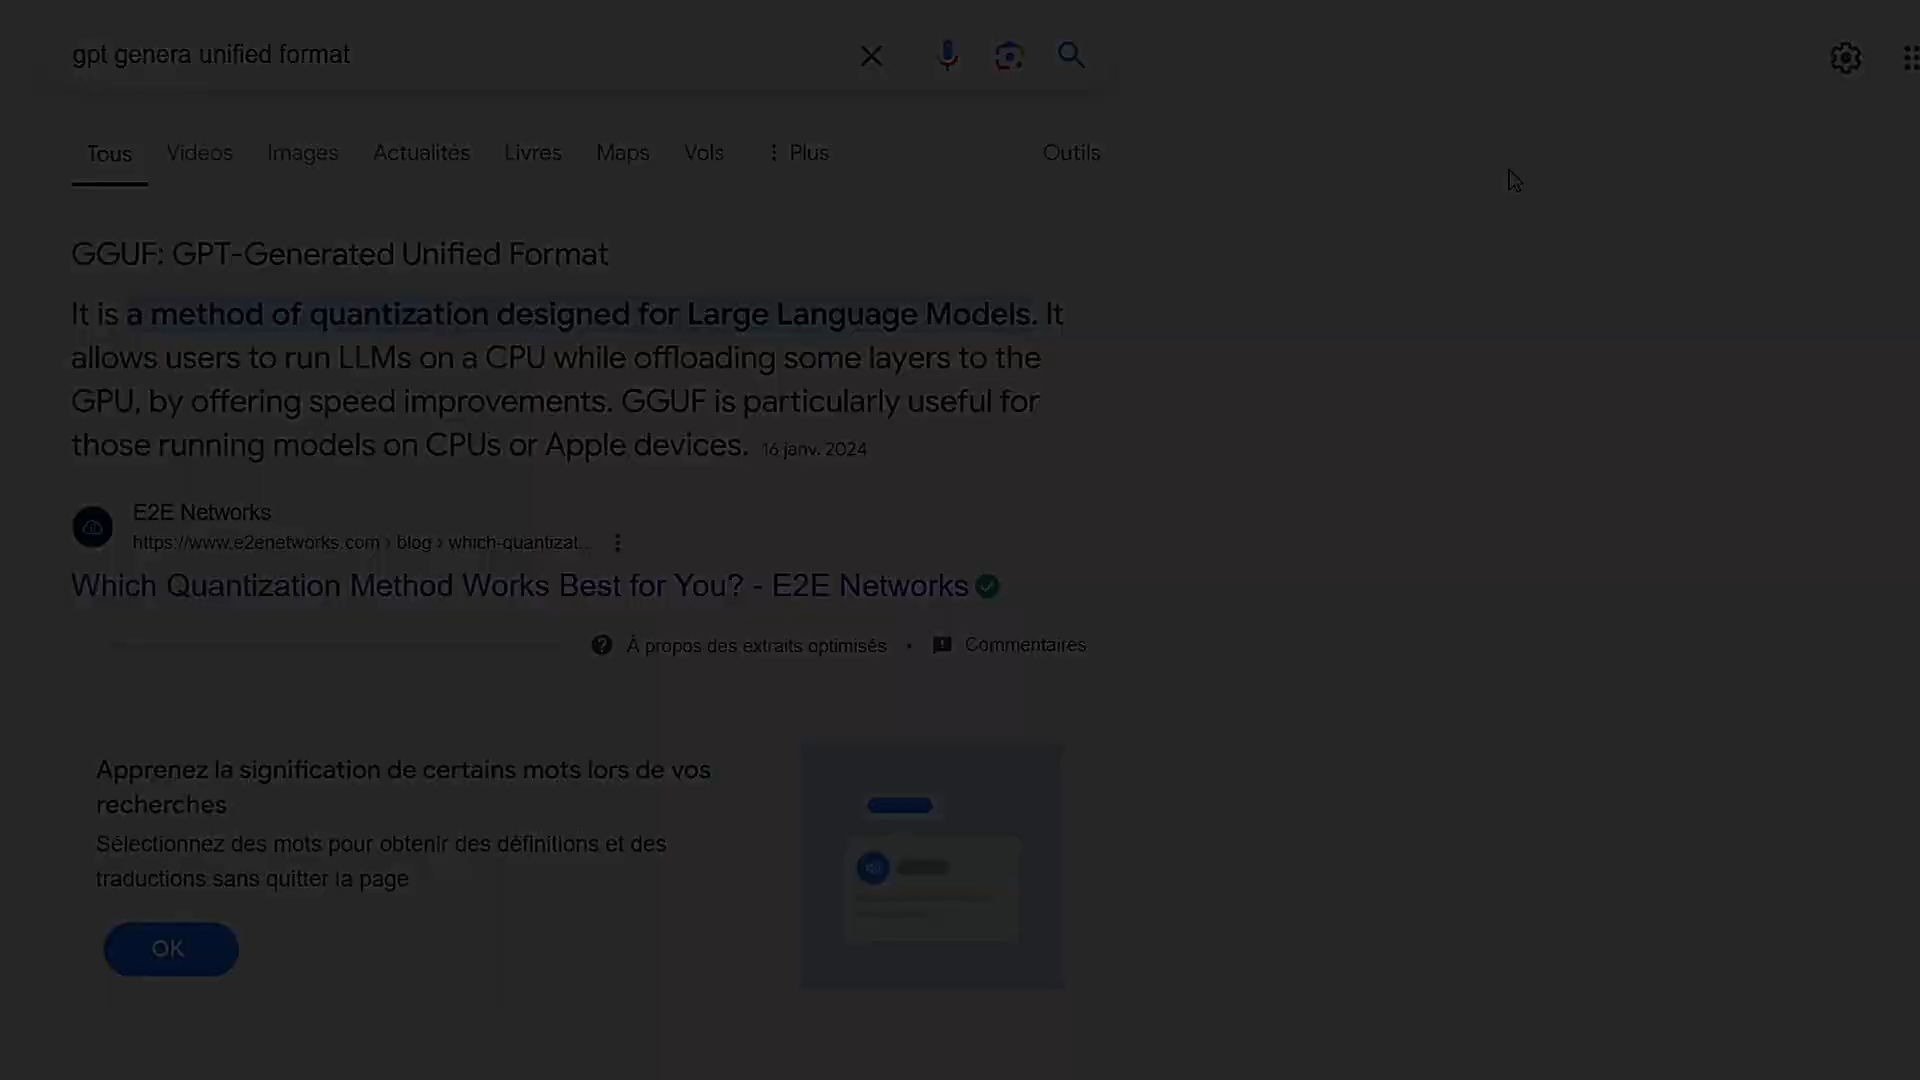 gpt genera unified format
Tous Vidéos Images Actualités Livres Maps Vols Plus Outils
GGUF: GPT-Generated Unified Format
It is a method of quantization designed for Large Language Models. It
allows users to run LLMs on a CPU while offloading some layers to the
GPU, by offering speed improvements. GGUF is particularly useful for
those running models on CPUs or Apple devices. 16 janv. 2024
E2E Networks
https://www.e2enetworks.com › blog › which-quantizat...
Which Quantization Method Works Best for You? - E2E Networks
À propos des extraits optimisés • Commentaires
Apprenez la signification de certains mots lors de vos
recherches
Sélectionnez des mots pour obtenir des définitions et des
traductions sans quitter la page
OK